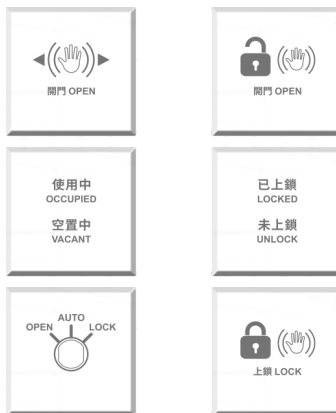 開門 OPEN
開門 OPEN
使用中
OCCUPIED
空置中
VACANT
已上鎖
LOCKED
未上鎖
UNLOCK
AUTO
OPEN
LOCK
上鎖 LOCK